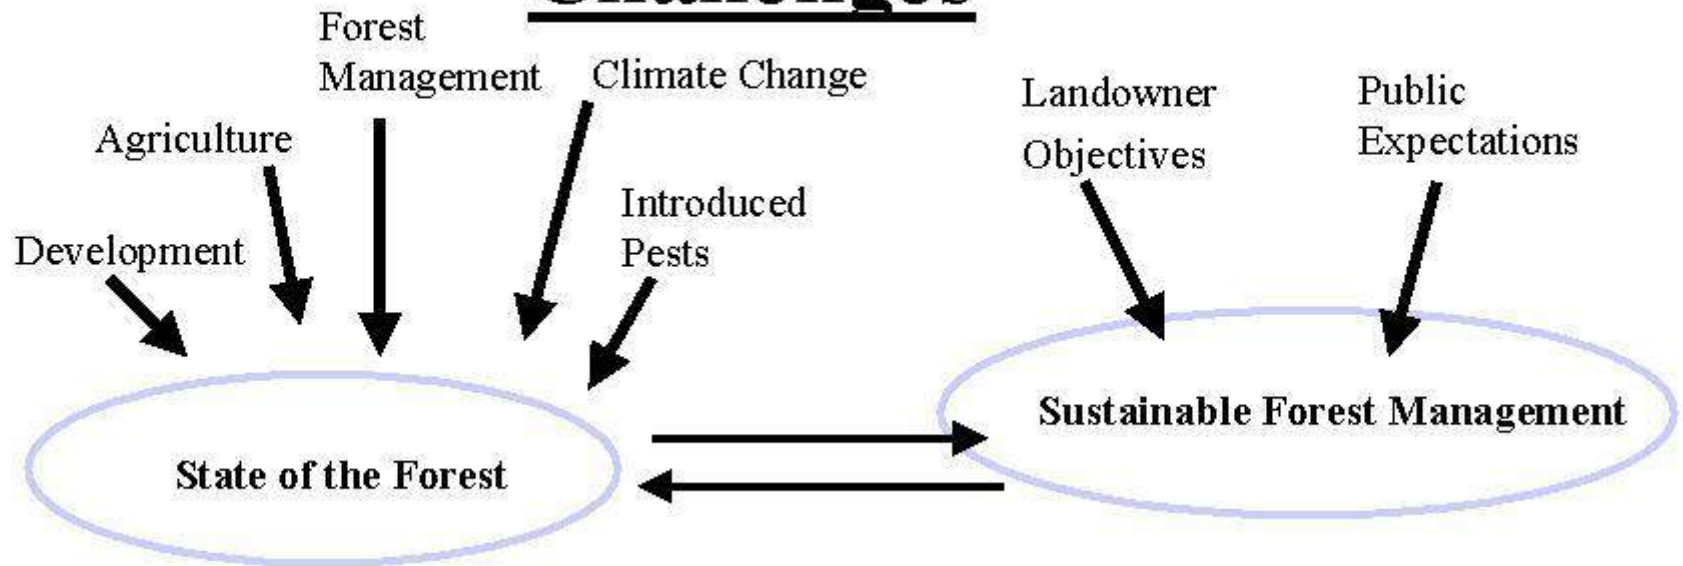 Challenges
Forest
Management
Climate Change
Agriculture
Development
Introduced
Pests
Landowner
Objectives
Public
Expectations
State of the Forest
Sustainable Forest Management